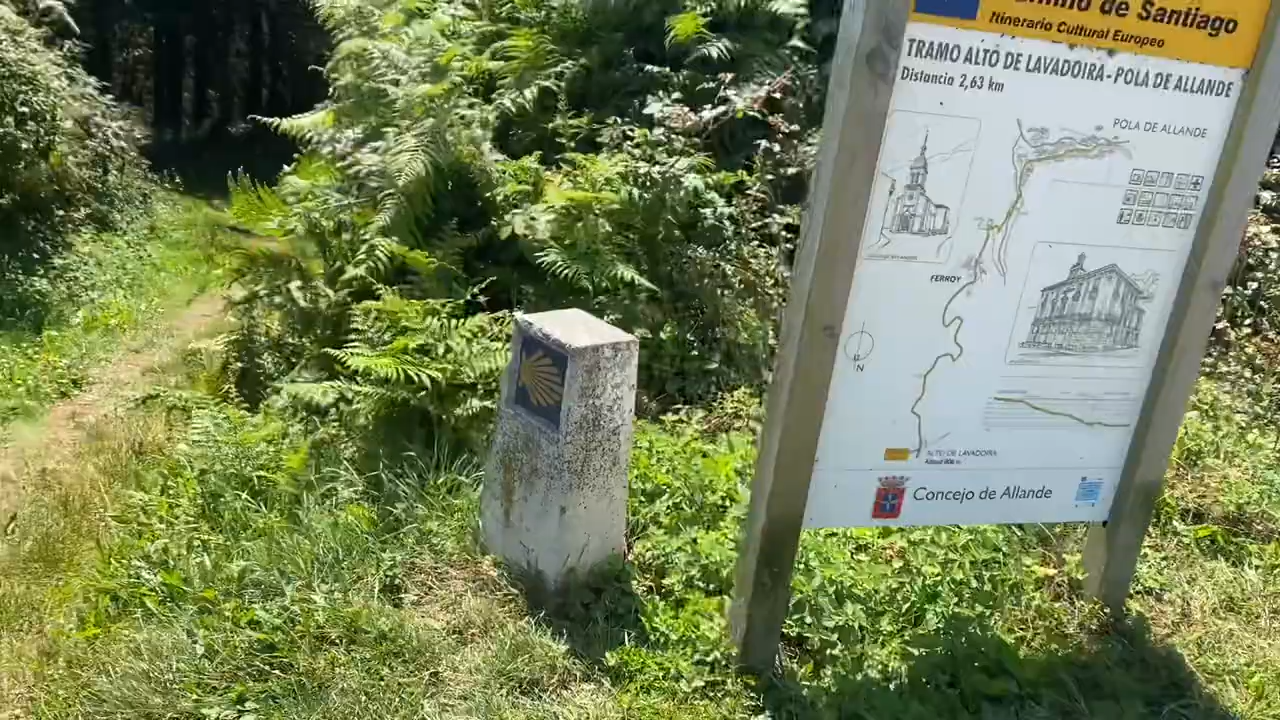 de Santiago
Itinerario Cultural Europeo
TRAMO ALTO DE LAVADOIRA - POLA DE ALLANDE
Distancia 2,63 km
POLA DE ALLANDE
FERROY
N
ALTO DE LAVADOIRA
Concejo de Allande